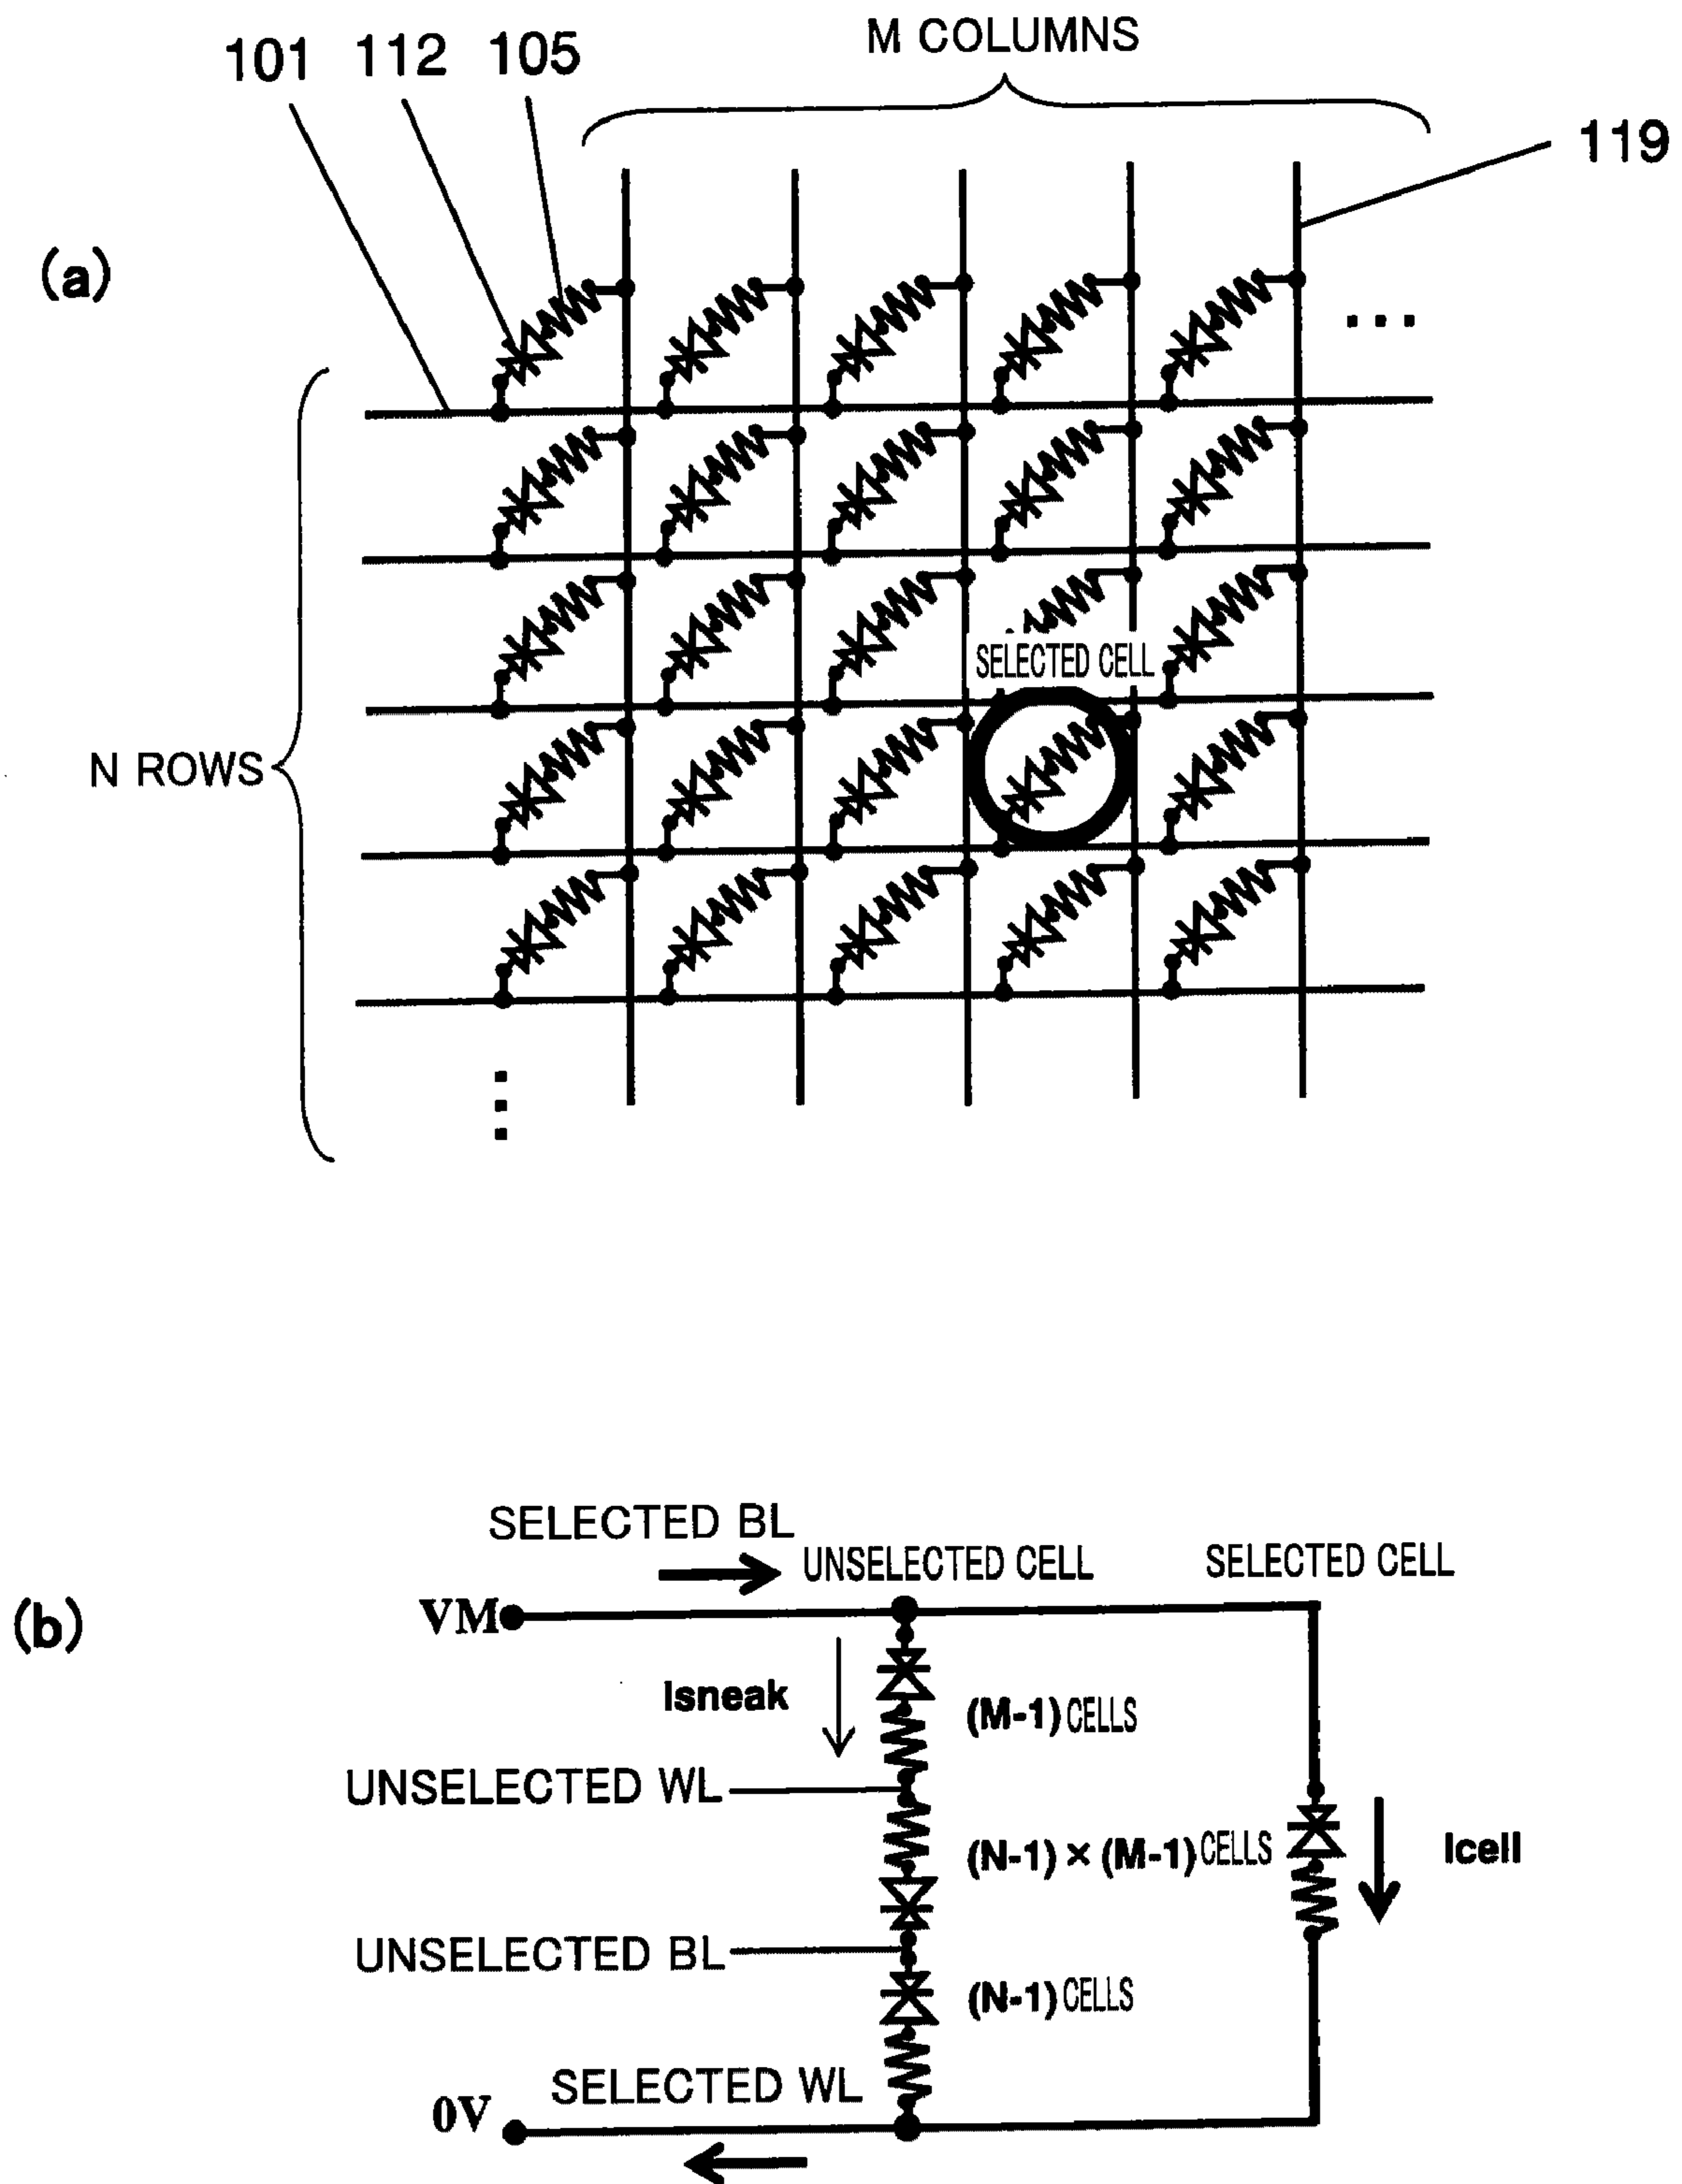 M COLUMNS
101 112 105
119
(a)
...
SELECTED CELL
N ROWS
(b)
SELECTED BL
UNSELECTED CELL
SELECTED CELL
VM
Isneak
(M-1) CELLS
UNSELECTED WL
(N-1) × (M-1) CELLS
Icell
UNSELECTED BL
(N-1) CELLS
SELECTED WL
0V